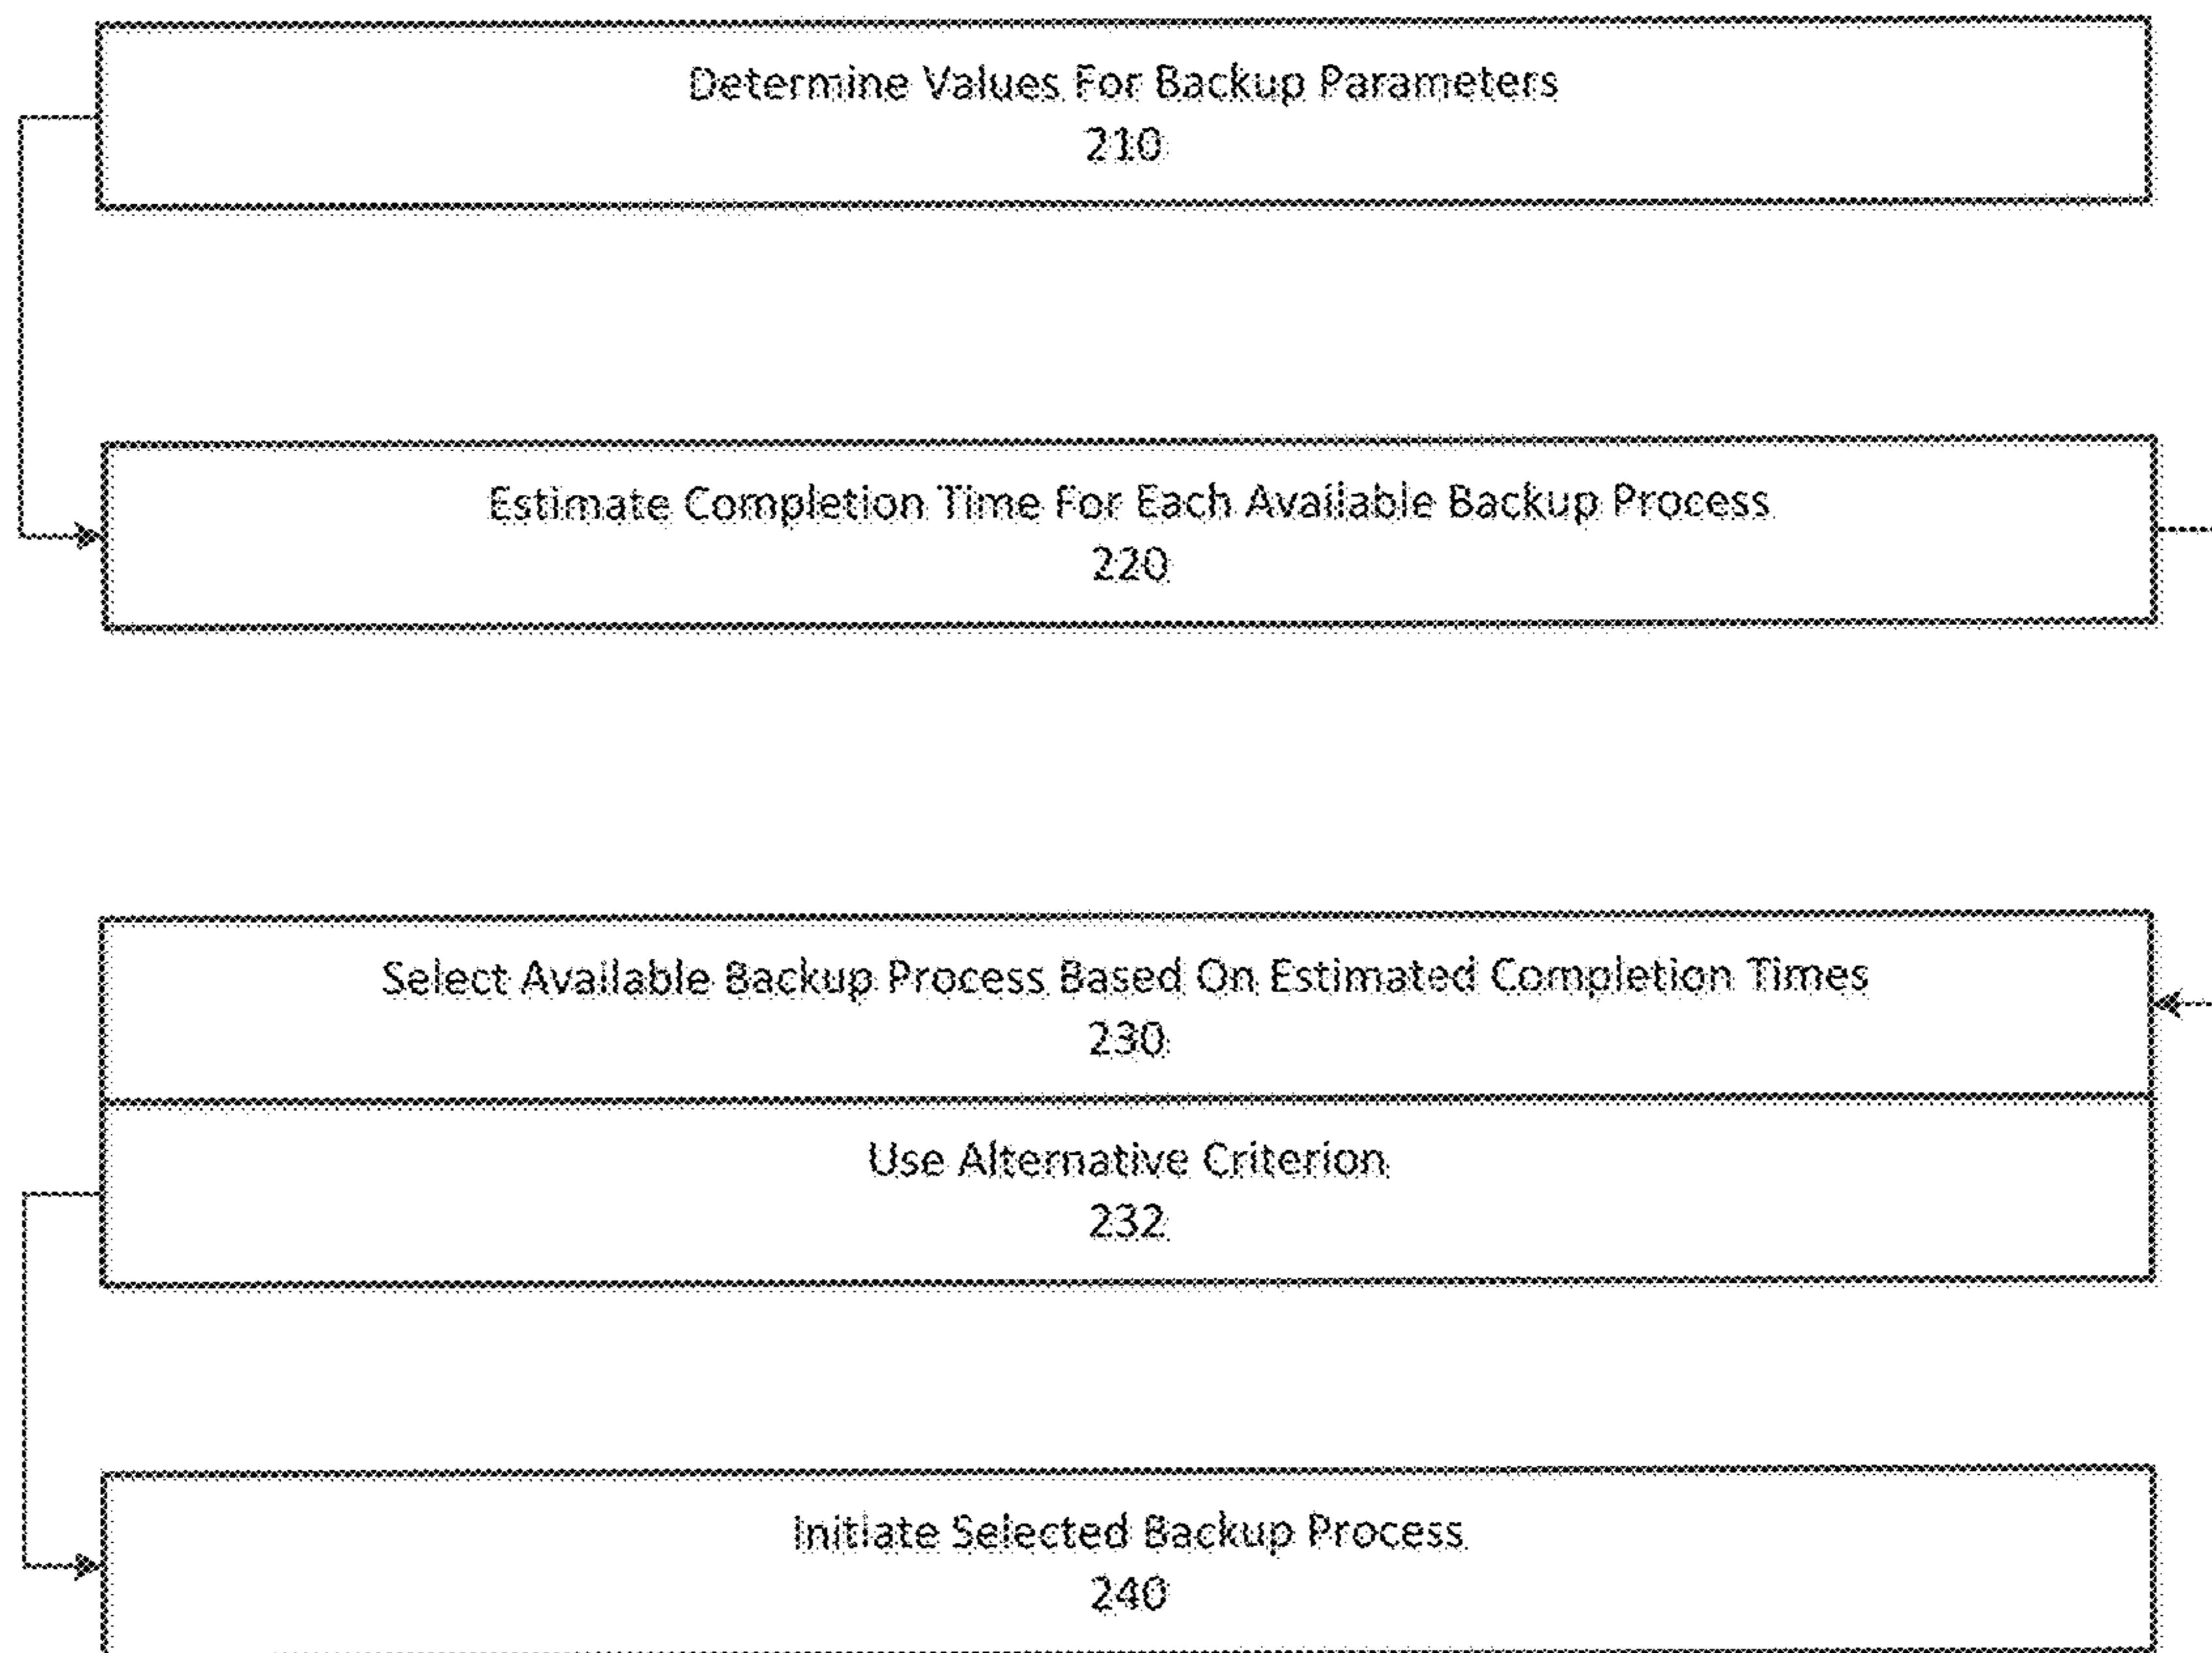 Determine Values For Backup Parameters
210
Estimate Completion Time For Each Available Backup Process
220
Select Available Backup Process Based On Estimated Completion Times
230
Use Alternative Criterion
232
Initiate Selected Backup Process
240